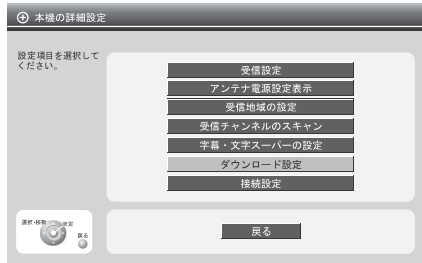 本機の詳細設定
設定項目を選択して
ください。
受信設定
アンテナ電源設定表示
受信地域の設定
受信チャンネルのスキャン
字幕・文字スーパーの設定
ダウンロード設定
接続設定
選択・移動
決定
戻る
戻る